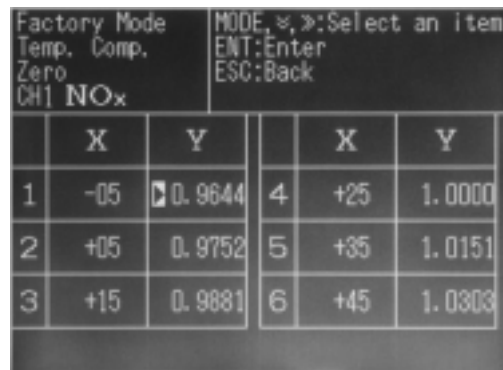 Factory Mode
Temp. Comp.
Zero
CH1 NOx
MODE,∨,»:Select an item
ENT:Enter
ESC:Back
X Y X Y
1 -05 0.9644 4 +25 1.0000
2 +05 0.9752 5 +35 1.0151
3 +15 0.9881 6 +45 1.0303